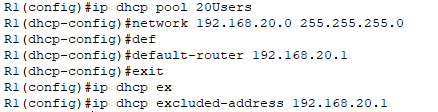 R1(config)#ip dhcp pool 20Users
R1(dhcp-config)#network 192.168.20.0 255.255.255.0
R1(dhcp-config)#def
R1(dhcp-config)#default-router 192.168.20.1
R1(dhcp-config)#exit
R1(config)#ip dhcp ex
R1(config)#ip dhcp excluded-address 192.168.20.1